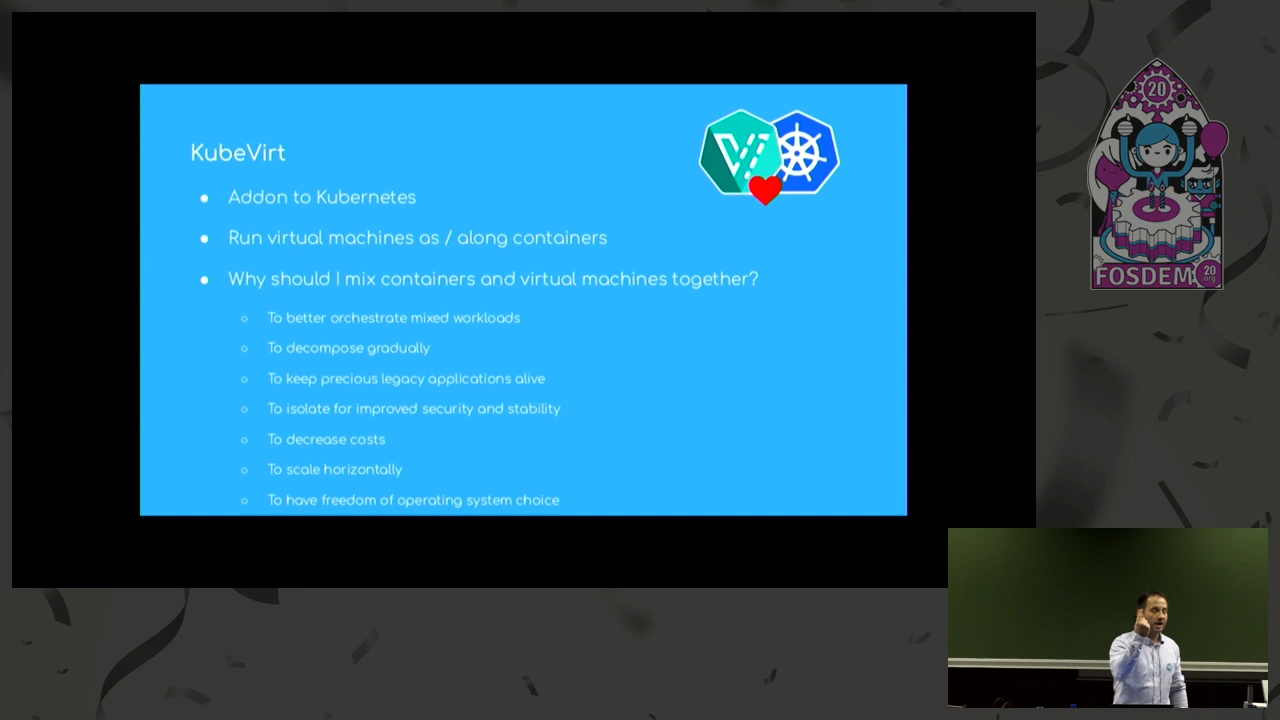 KubeVirt
Addon to Kubernetes
Run virtual machines as / along containers
Why should I mix containers and virtual machines together?
To better orchestrate mixed workloads
To decompose gradually
To keep precious legacy applications alive
To isolate for improved security and stability
To decrease costs
To scale horizontally
To have freedom of operating system choice
20
FOSDEM
20
.org